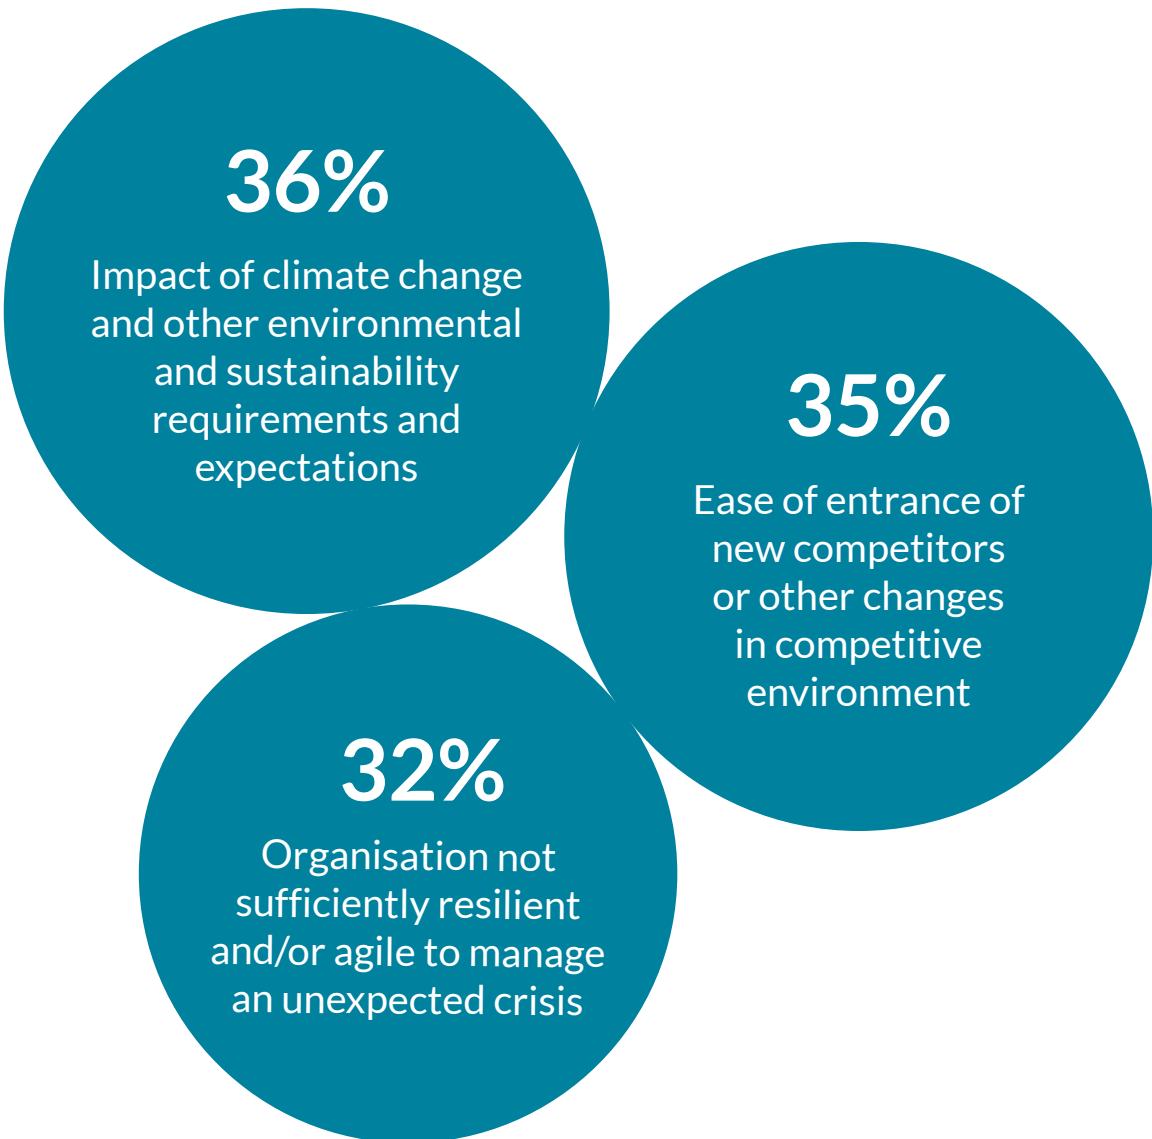 36%
Impact of climate change
and other environmental
and sustainability
requirements and
expectations
35%
Ease of entrance of
new competitors
or other changes
in competitive
environment
32%
Organisation not
sufficiently resilient
and/or agile to manage
an unexpected crisis